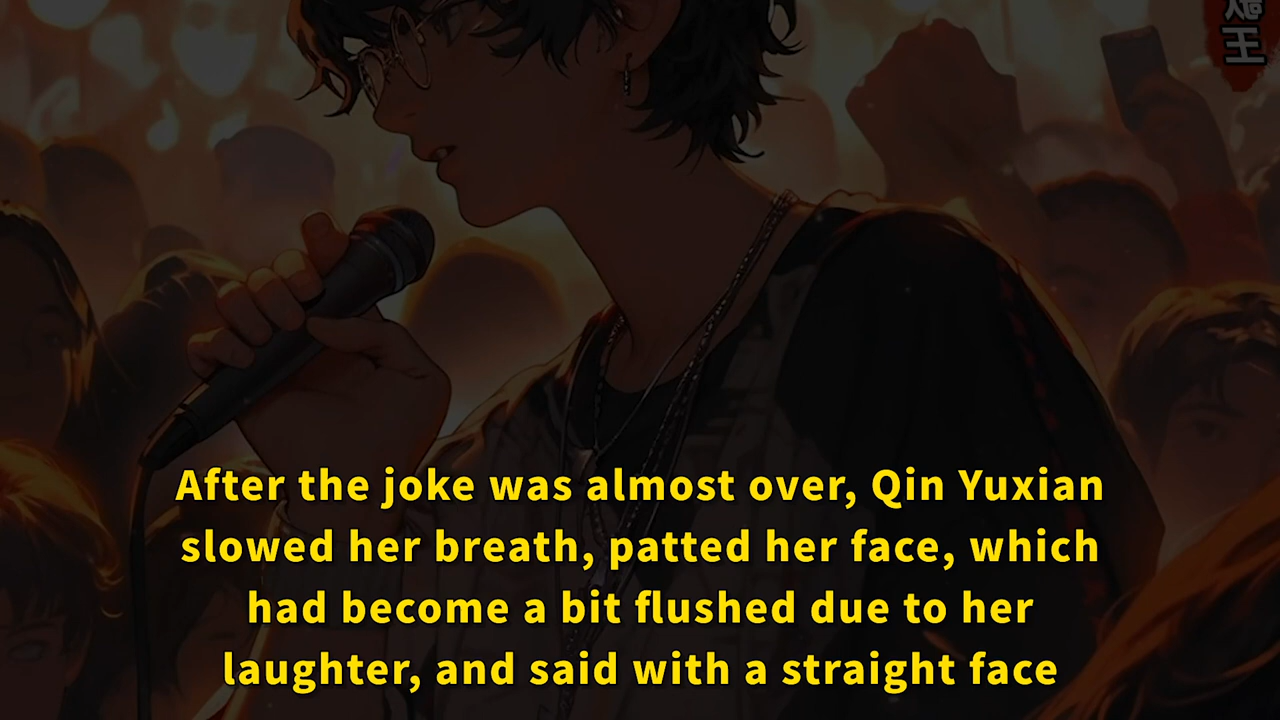 王
After the joke was almost over, Qin Yuxian
slowed her breath, patted her face, which
had become a bit flushed due to her
laughter, and said with a straight face